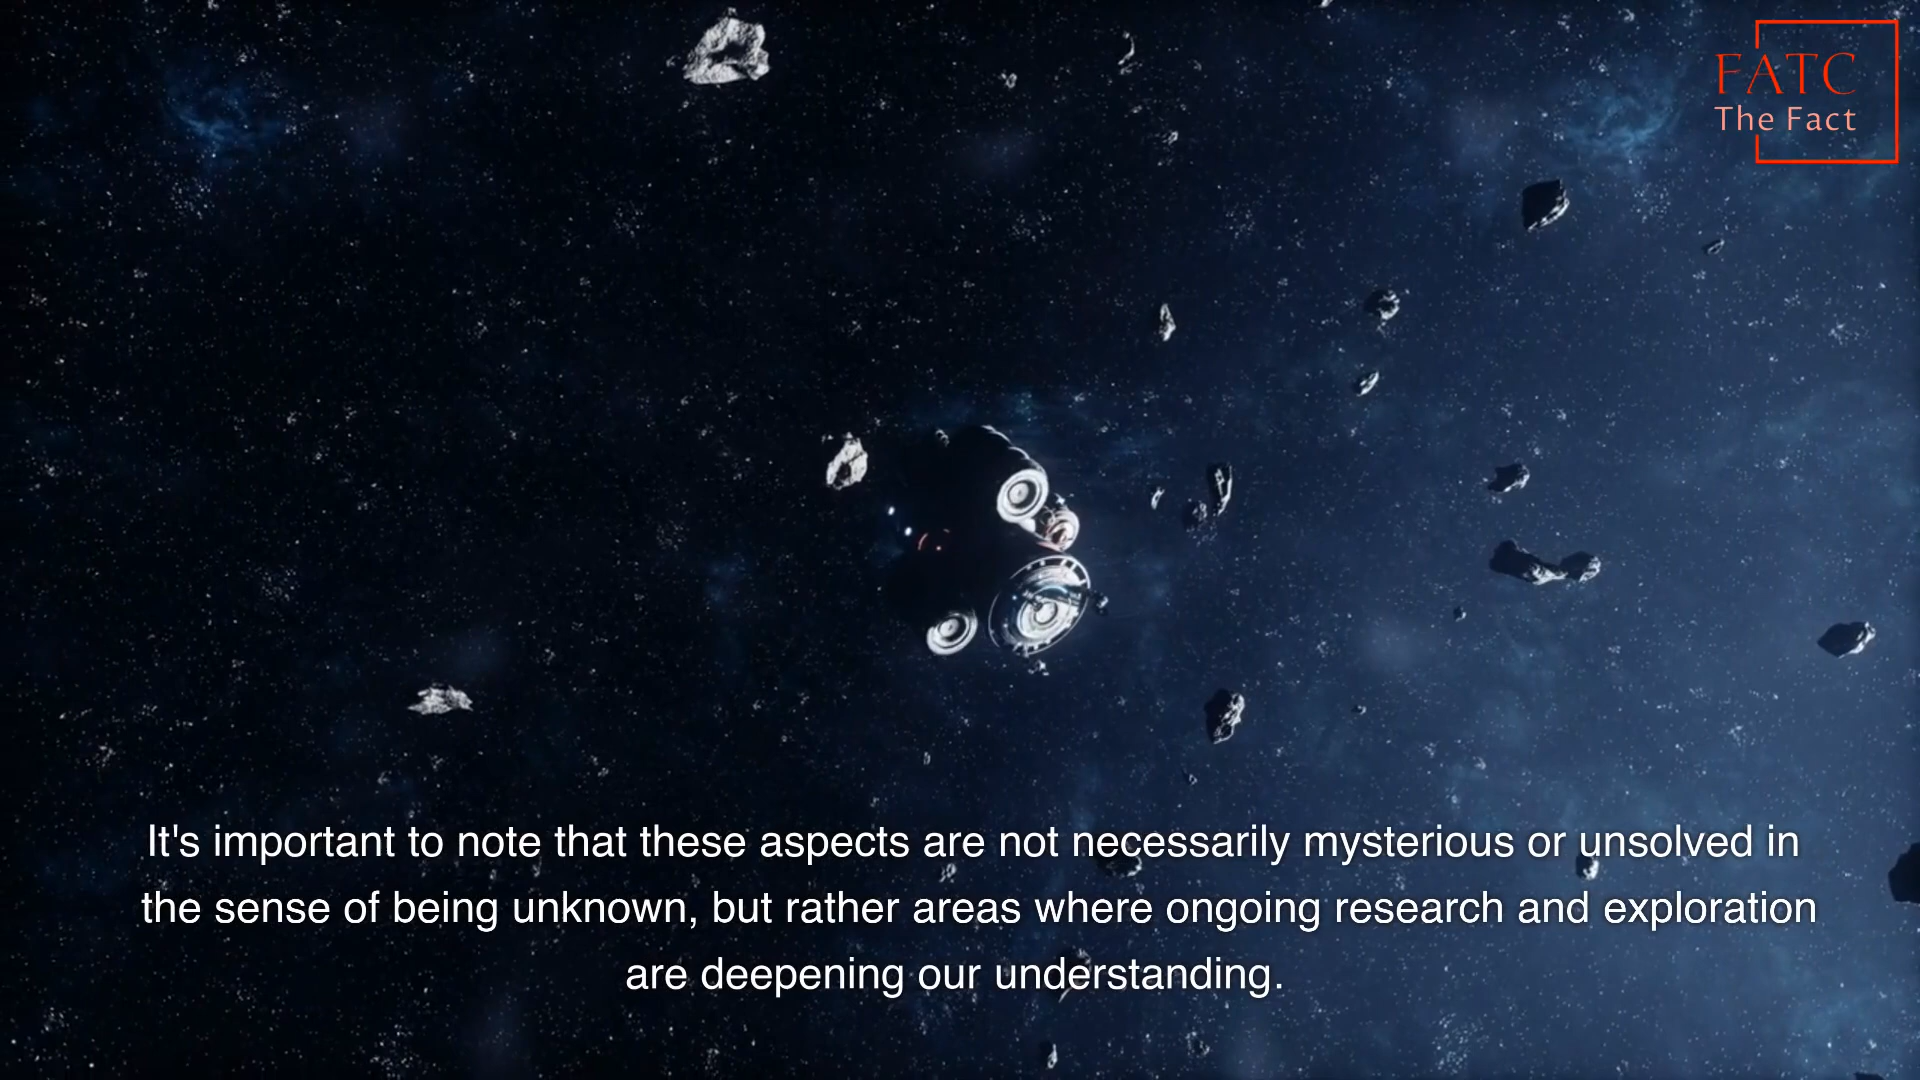 FATC
The Fact
It's important to note that these aspects are not necessarily mysterious or unsolved in
the sense of being unknown, but rather areas where ongoing research and exploration
are deepening our understanding.